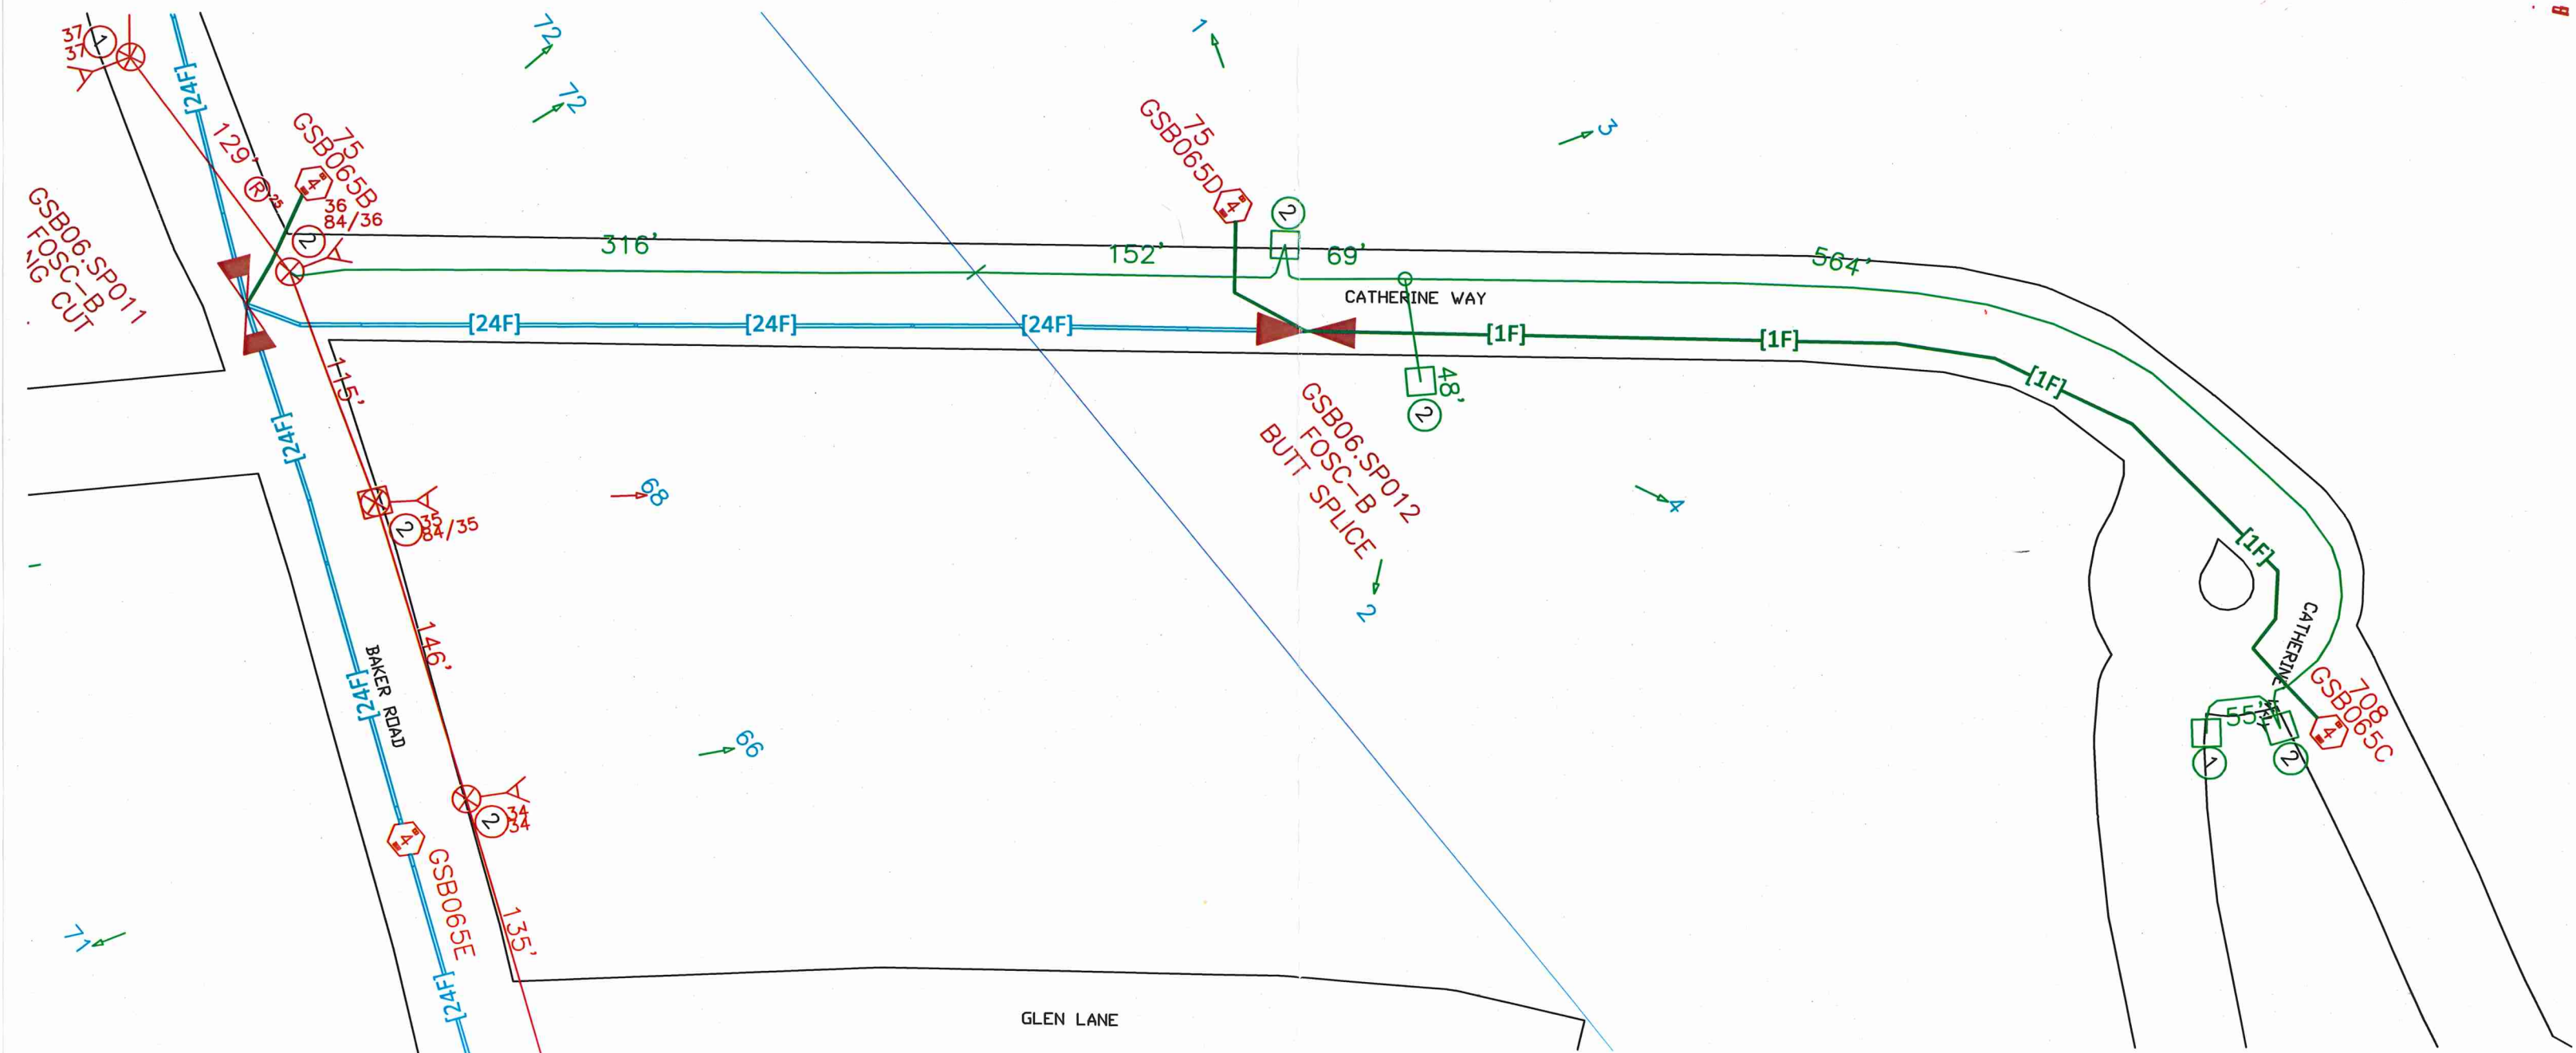 37
37
1
[24F]
129'
R
25
75
GSB065B
4
36
84/36
2
GSB06.SP011
FOSC-B
CUT
72
72
316'
152'
69'
564'
1
3
75
GSB065D
4
2
CATHERINE WAY
[24F]
[24F]
[24F]
[1F]
[1F]
[1F]
[1F]
48'
2
GSB06.SP012
FOSC-B
BUTT SPLICE
2
4
115'
[24F]
35
84/35
2
68
146'
BAKER ROAD
[24F]
34
34
2
66
4
GSB065E
135'
[24F]
71
GLEN LANE
CATHERINE
55'
1
2
708
GSB065C
4